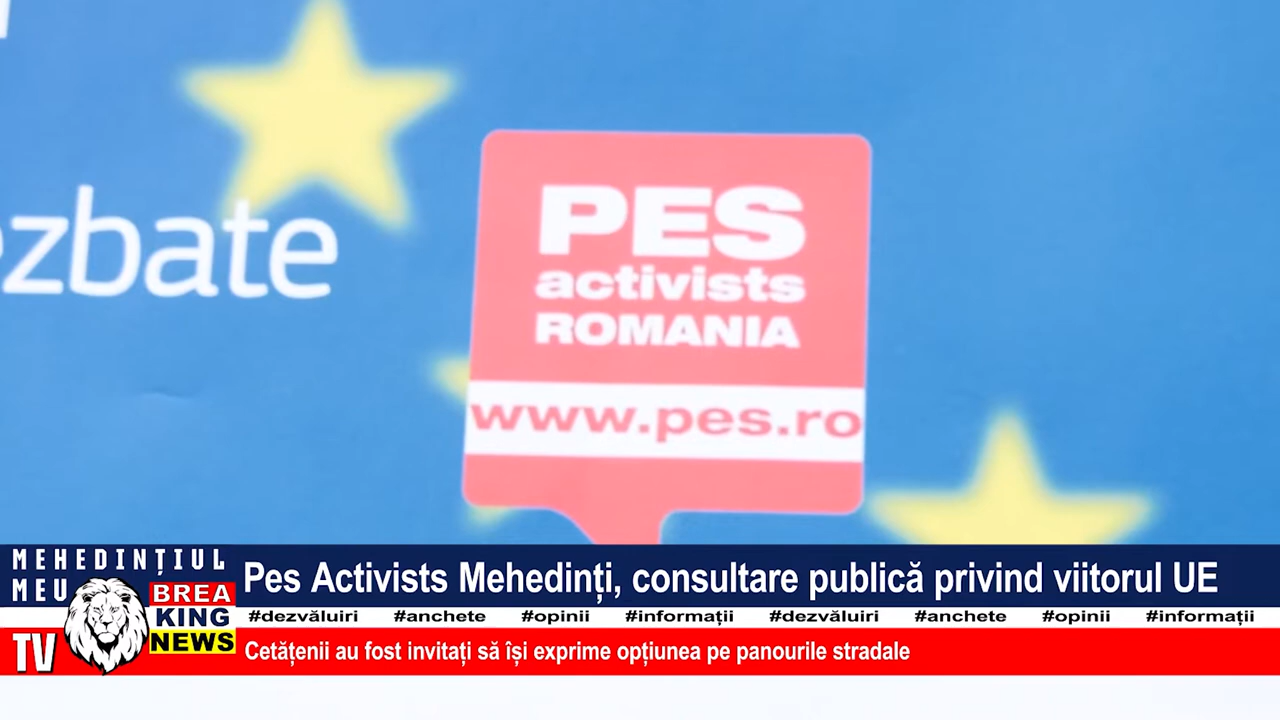 ezbate
PES
activists
ROMANIA
www.pes.ro
MEHEDINȚIUL
MEU
TV
BREA
KING
NEWS
Pes Activists Mehedinți, consultare publică privind viitorul UE
#dezvăluiri #anchete #opinii #informații #dezvăluiri #anchete #opinii #informații
Cetățenii au fost invitați să își exprime opțiunea pe panourile stradale